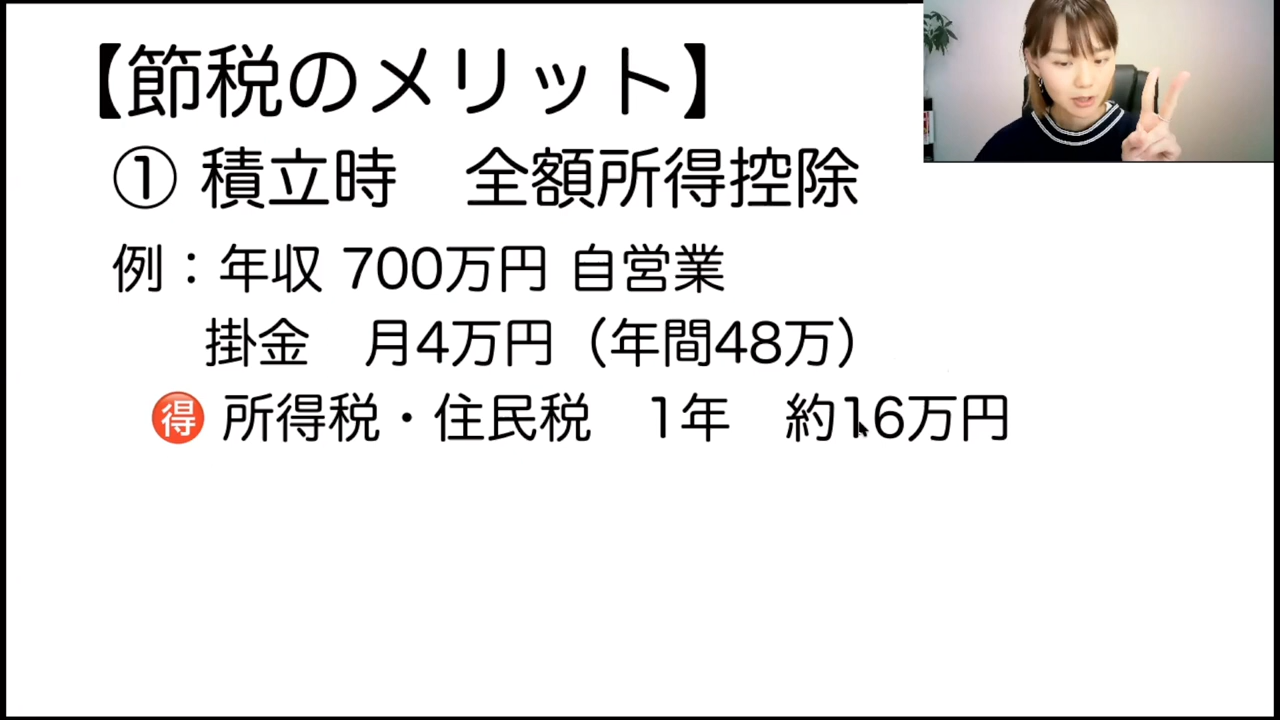 【節税のメリット】
① 積立時　全額所得控除
例：年収 700万円 自営業
掛金　月4万円（年間48万）
得 所得税・住民税　1年　約16万円